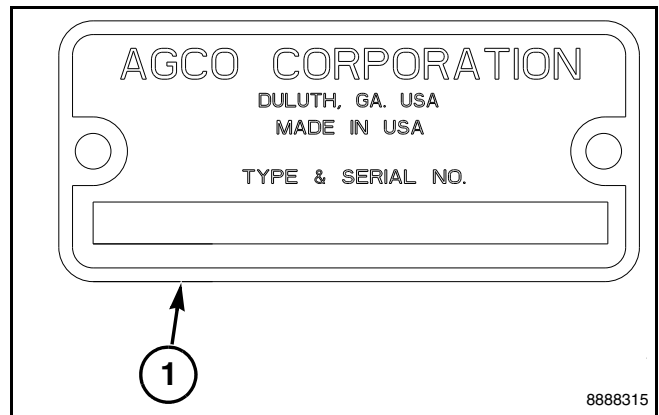 AGCO CORPORATION
DULUTH, GA. USA
MADE IN USA
TYPE & SERIAL NO.
1
8888315